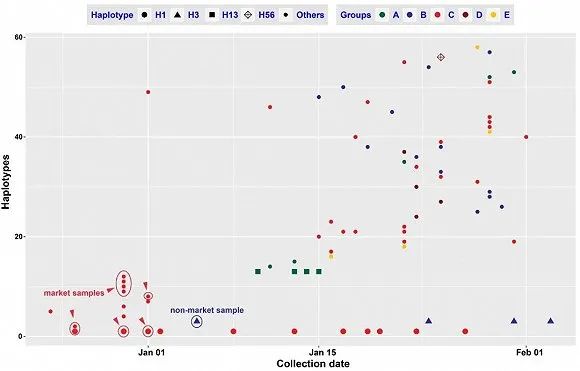 Haplotype H1 H3 H13 H56 Others Groups A B C D E
60
40
Haplotypes
20
market samples
non-market sample
0
Jan 01 Jan 15 Feb 01
Collection date